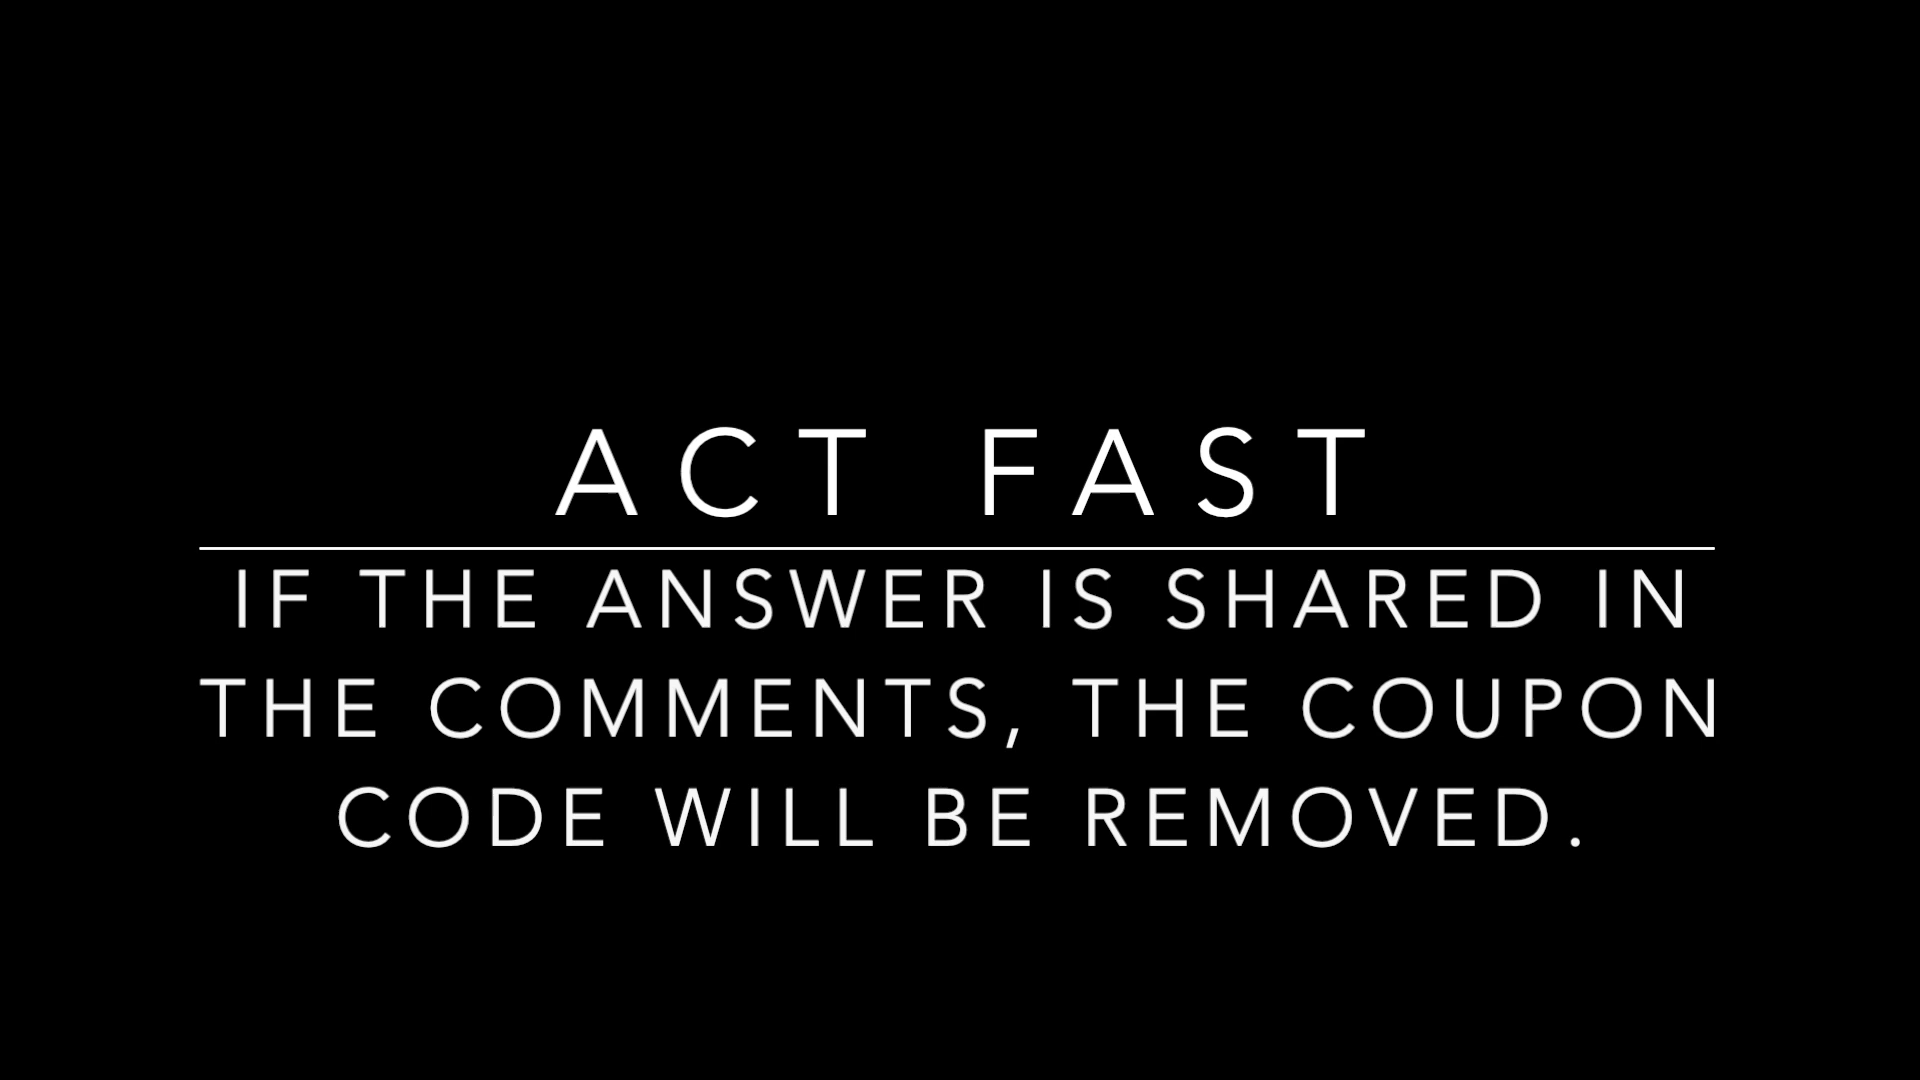 ACT FAST
IF THE ANSWER IS SHARED IN
THE COMMENTS, THE COUPON
CODE WILL BE REMOVED.